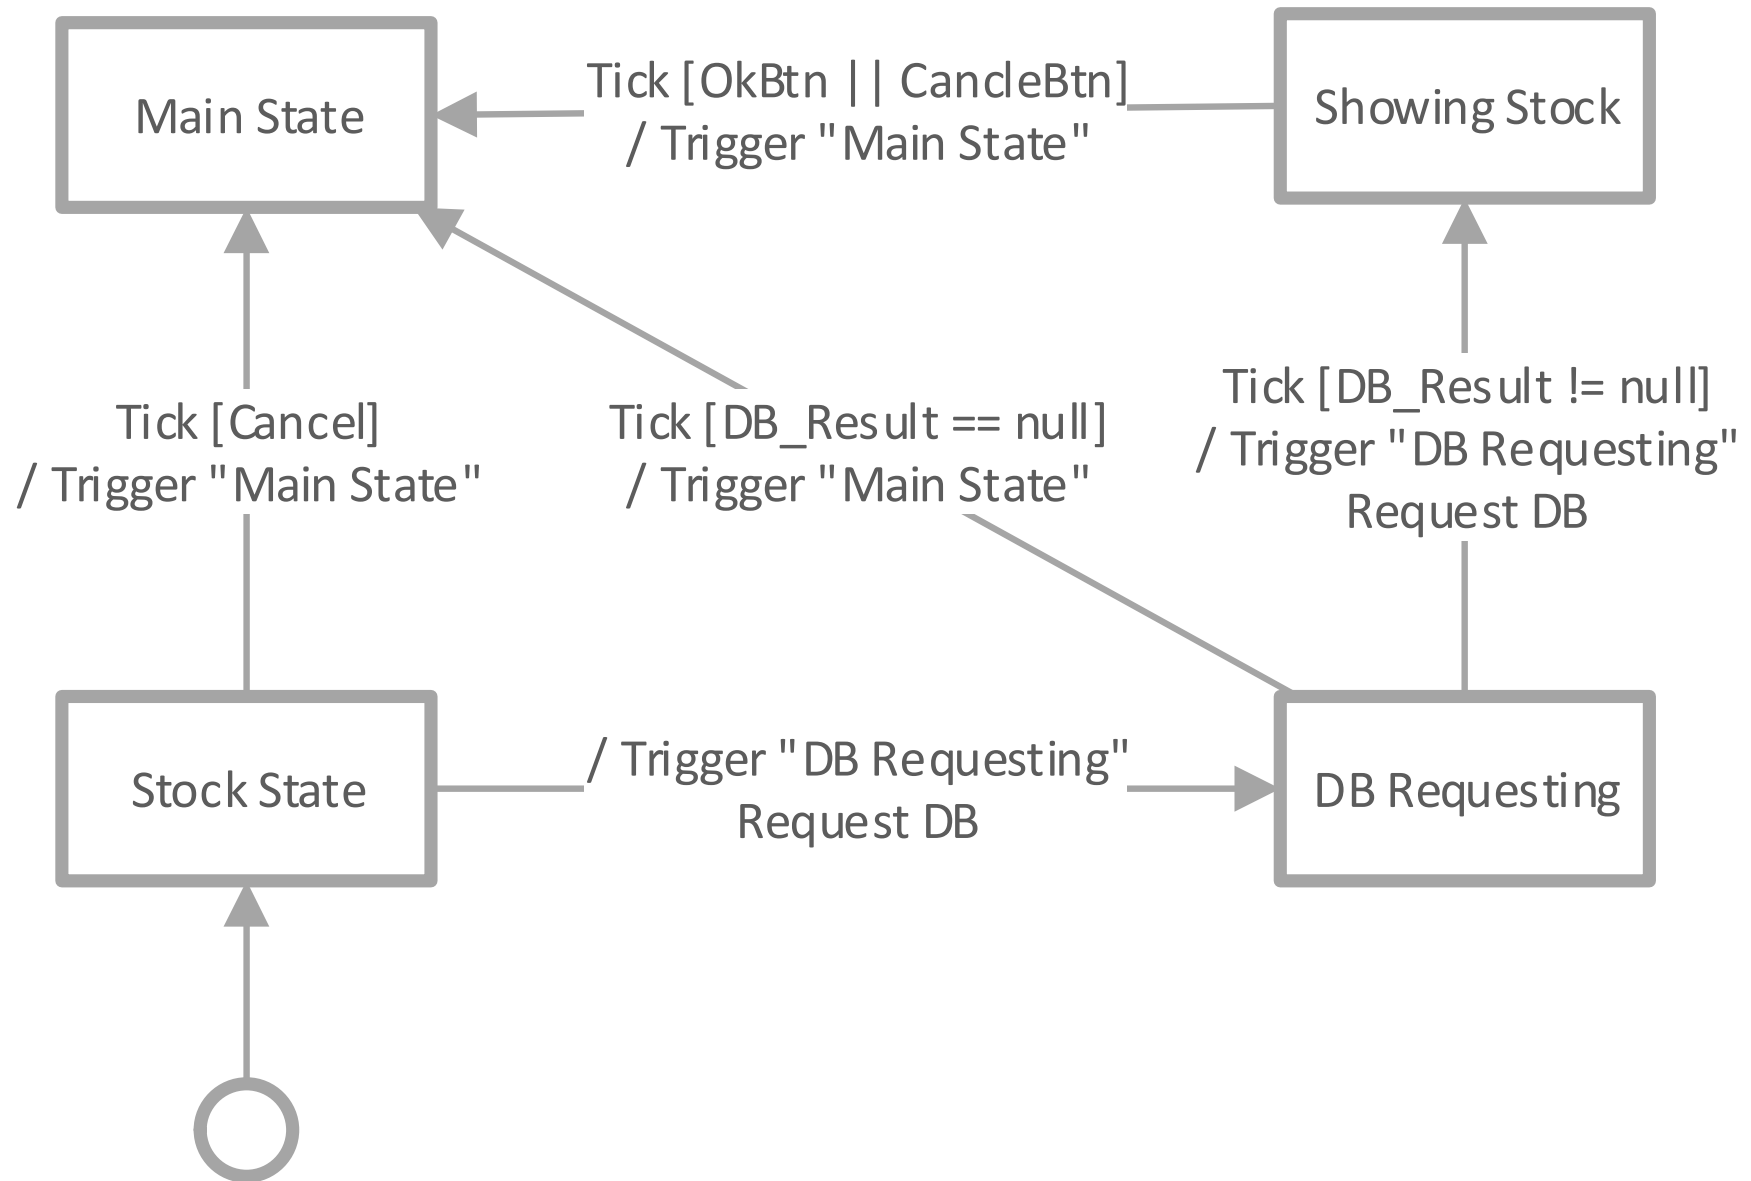 Main State
Tick [OkBtn || CancleBtn]
/ Trigger "Main State"
Showing Stock
Tick [Cancel]
/ Trigger "Main State"
Tick [DB_Result == null]
/ Trigger "Main State"
Tick [DB_Result != null]
/ Trigger "DB Requesting"
Request DB
Stock State
/ Trigger "DB Requesting"
Request DB
DB Requesting